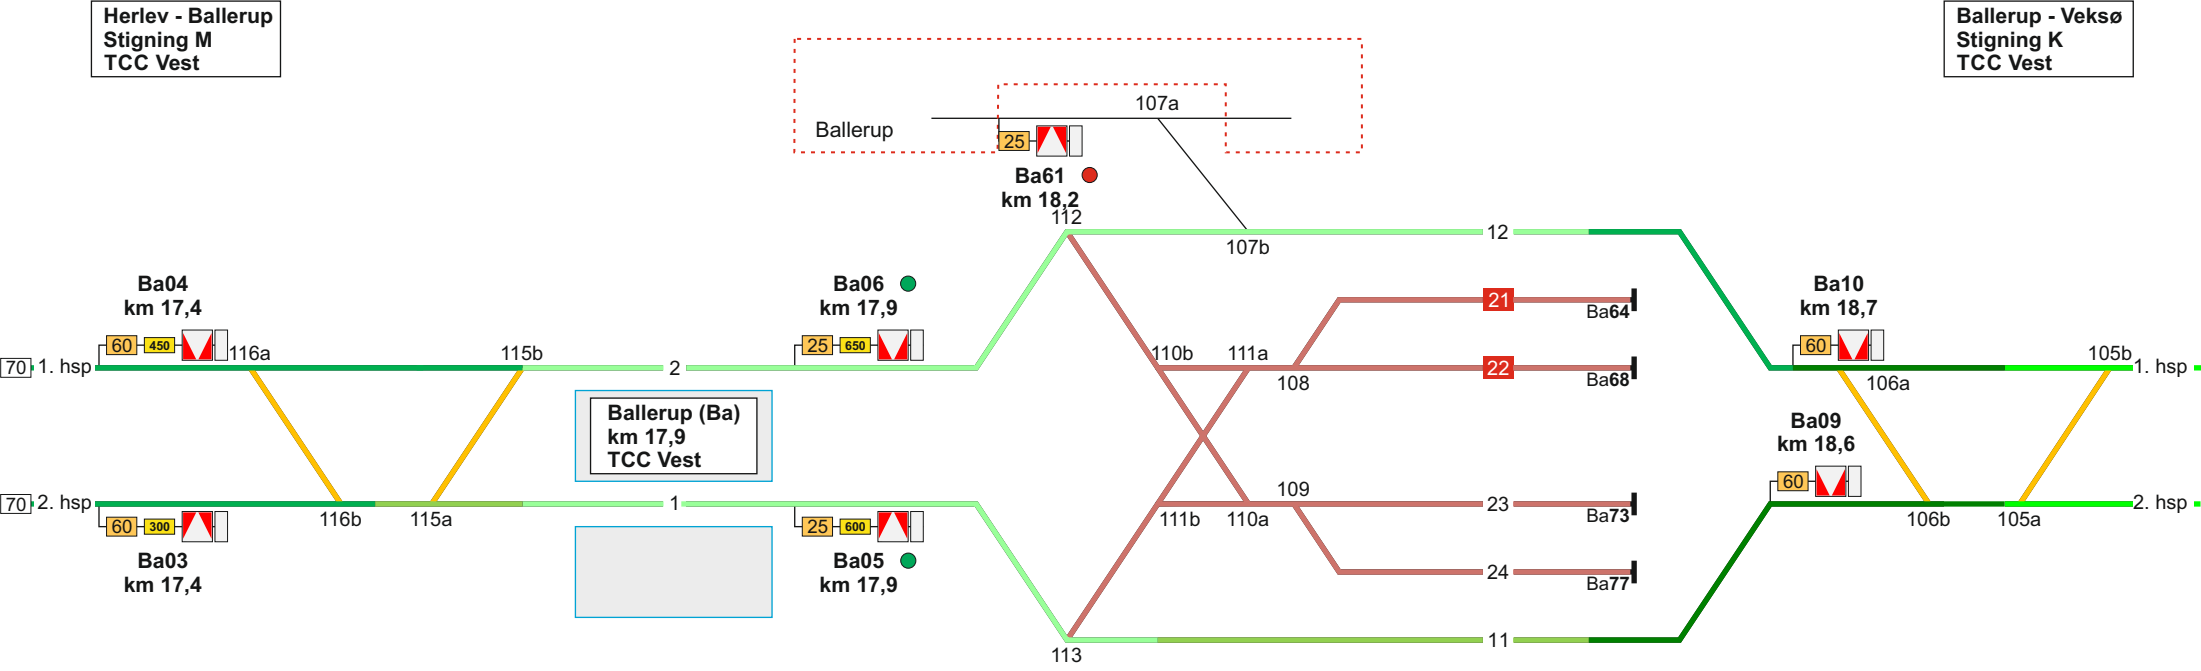 Herlev - Ballerup
Stigning M
TCC Vest
Ballerup - Veksø
Stigning K
TCC Vest
107a
Ballerup
25
Ba61
km 18,2
112
107b
12
Ba04
km 17,4
60 450
116a
115b
70 1. hsp
2
Ba06
km 17,9
25 650
21
Ba64
110b
111a
108
22
Ba68
Ba10
km 18,7
60
106a
105b
1. hsp
Ballerup (Ba)
km 17,9
TCC Vest
Ba09
km 18,6
60
70 2. hsp
116b
115a
1
60 300
Ba03
km 17,4
25 600
Ba05
km 17,9
109
111b
110a
23
Ba73
24
Ba77
106b
105a
2. hsp
11
113